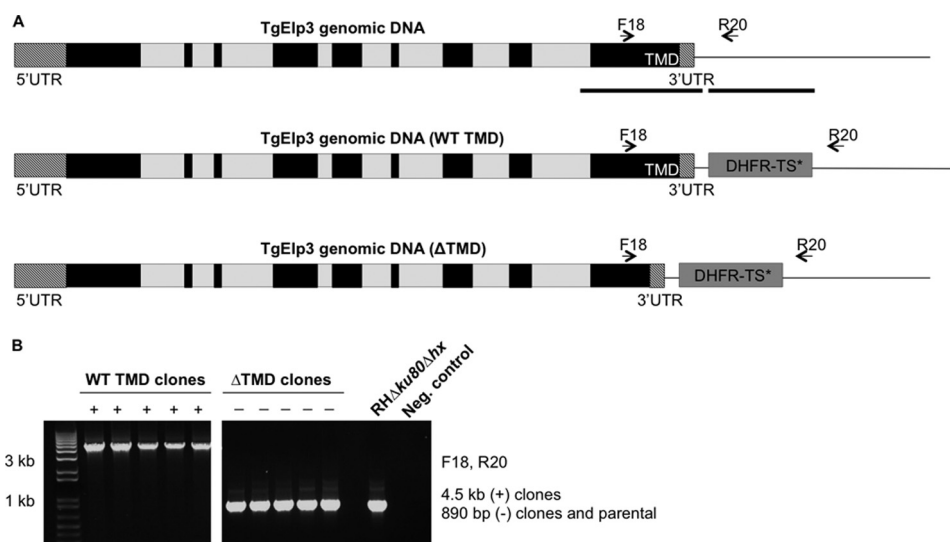 A
TgElp3 genomic DNA
F18 R20
TMD
5'UTR 3'UTR
TgElp3 genomic DNA (WT TMD)
F18 R20
TMD DHFR-TS*
5'UTR 3'UTR
TgElp3 genomic DNA (ΔTMD)
F18 R20
DHFR-TS*
5'UTR 3'UTR
B
WT TMD clones ΔTMD clones RHΔku80Δhx Neg. control
+ + + + + – – – – –
3 kb
1 kb
F18, R20
4.5 kb (+) clones
890 bp (-) clones and parental